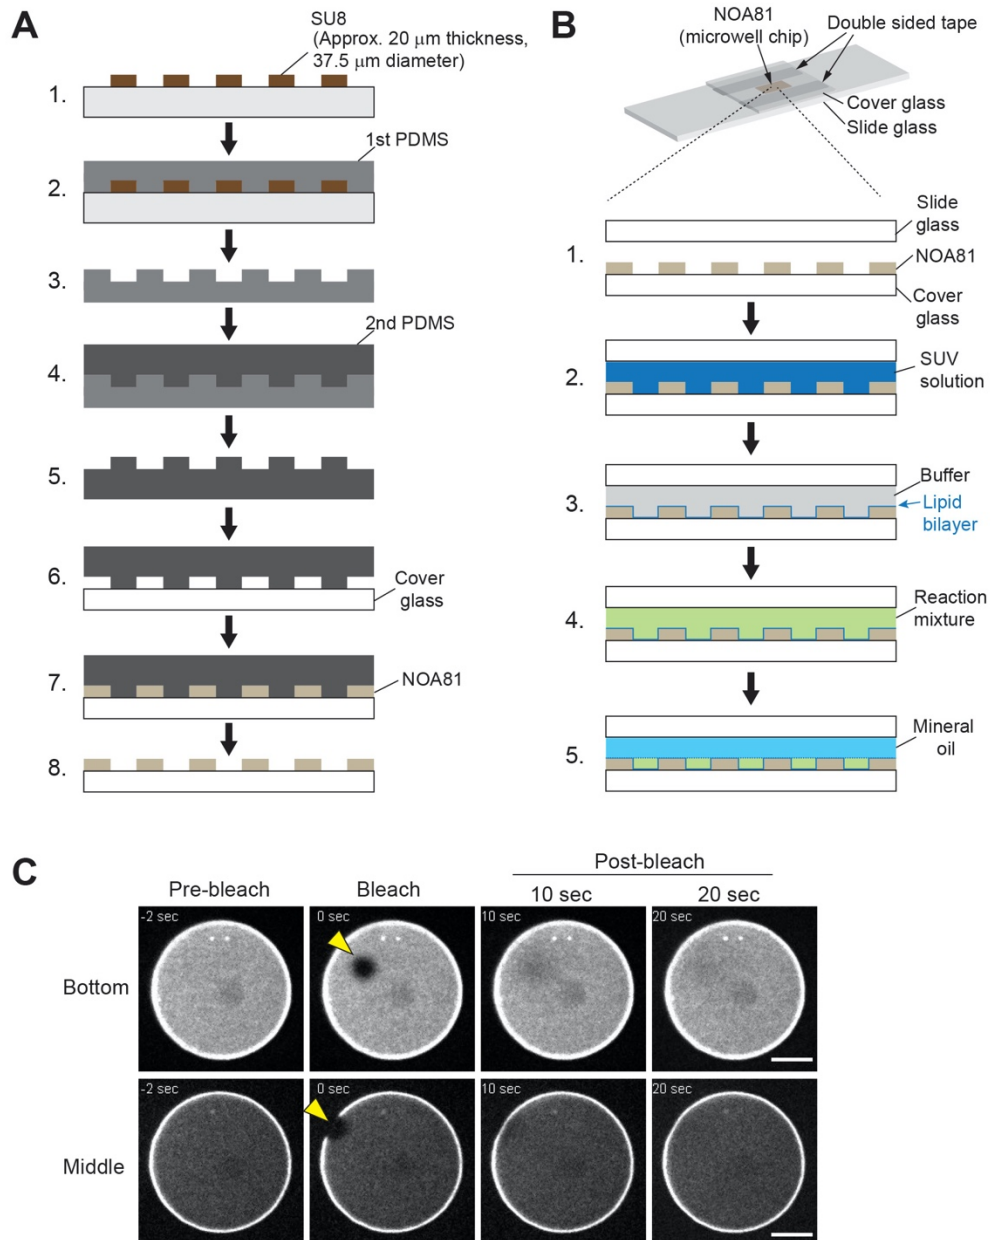 A
SU8
(Approx. 20 μm thickness,
37.5 μm diameter)
1.
1st PDMS
2.
3.
2nd PDMS
4.
5.
6.
Cover
glass
7.
NOA81
8.
B
NOA81
(microwell chip)
Double sided tape
Cover glass
Slide glass
Slide
glass
1.
NOA81
Cover
glass
2.
SUV
solution
3.
Buffer
Lipid
bilayer
4.
Reaction
mixture
5.
Mineral
oil
C
Post-bleach
Pre-bleach
Bleach
10 sec
20 sec
Bottom
-2 sec
0 sec
10 sec
20 sec
Middle
-2 sec
0 sec
10 sec
20 sec